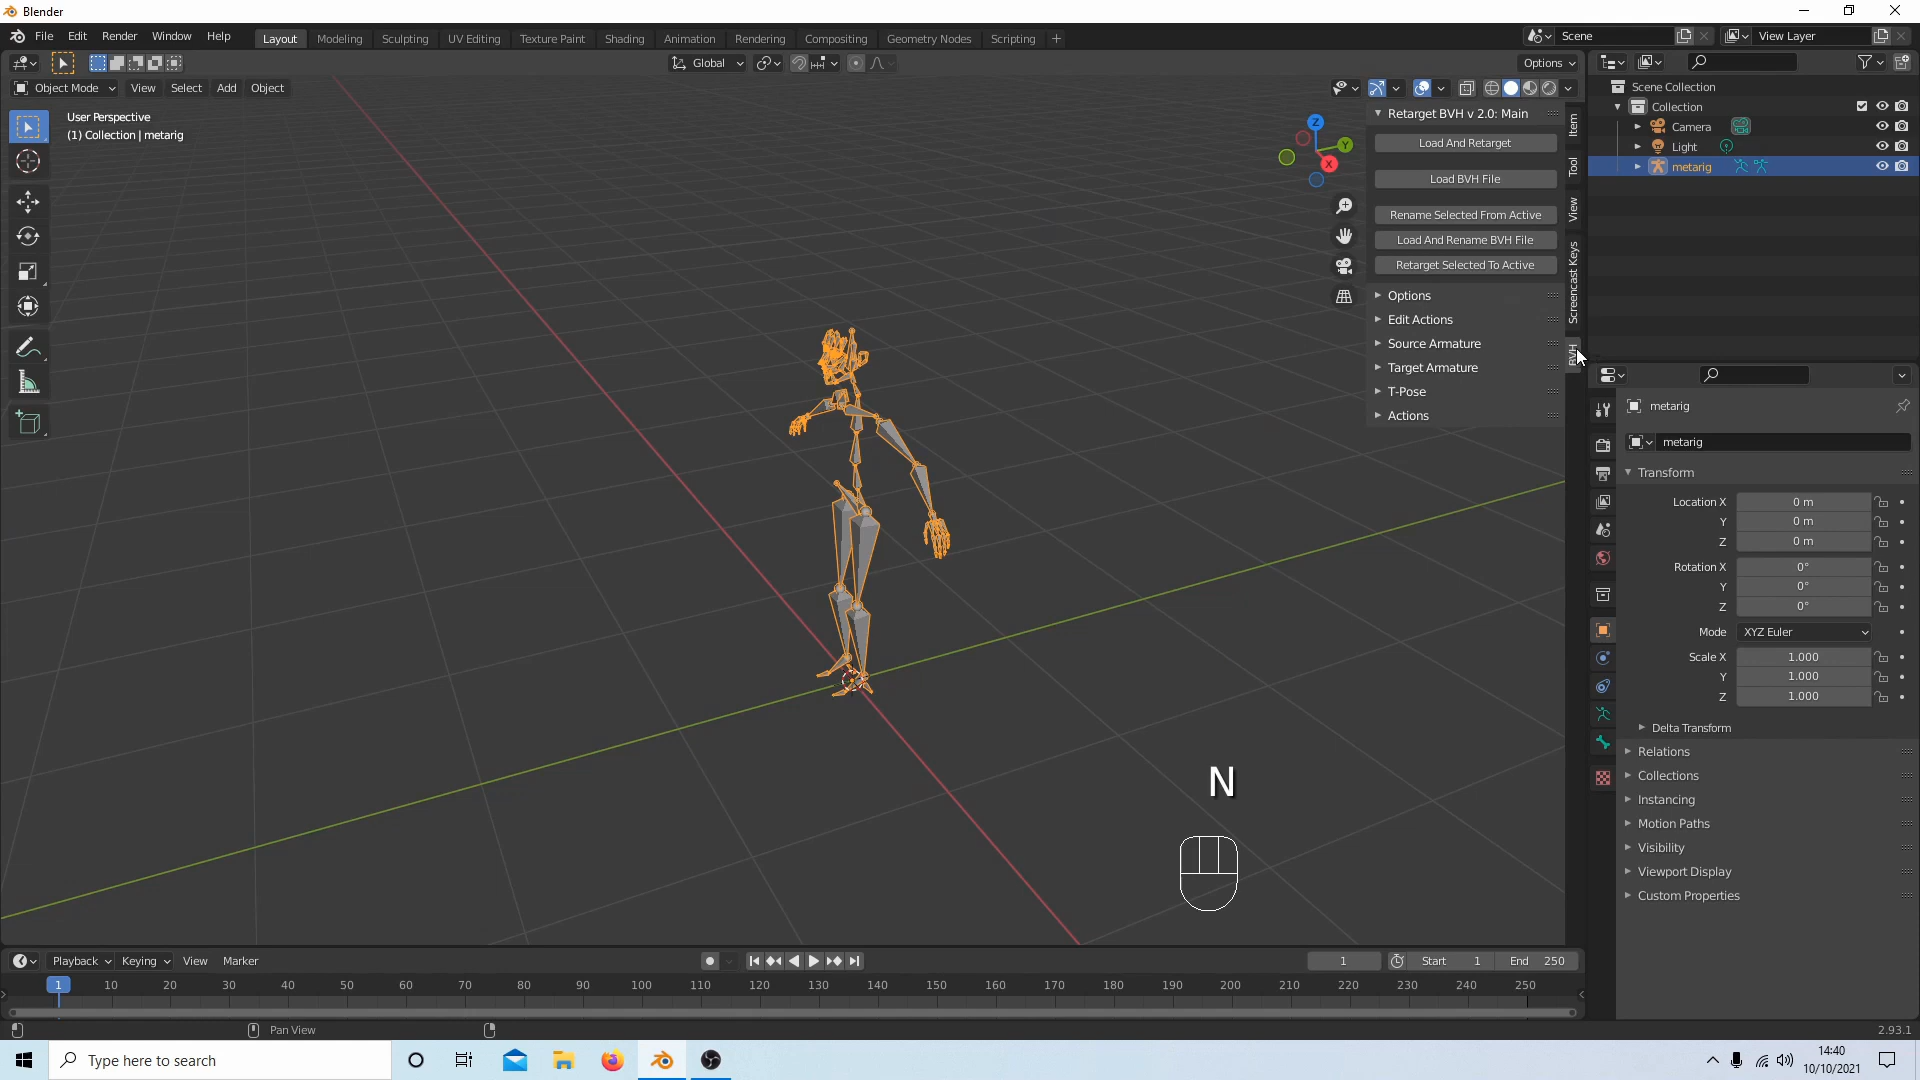 Blender
File Edit Render Window Help Layout Modeling Sculpting UV Editing Texture Paint Shading Animation Rendering Compositing Geometry Nodes Scripting + Scene View Layer
Global Options
Object Mode View Select Add Object
User Perspective
(1) Collection | metarig
Z
Y
X
Retarget BVH v 2.0: Main
Load And Retarget
Load BVH File
Rename Selected From Active
Load And Rename BVH File
Retarget Selected To Active
Options
Edit Actions
Source Armature
Target Armature
T-Pose
Actions
Item
Tool
View
Screencast Keys
BVH
Scene Collection
Collection
Camera
Light
metarig
metarig
metarig
Transform
Location X 0 m
Y 0 m
Z 0 m
Rotation X 0°
Y 0°
Z 0°
Mode XYZ Euler
Scale X 1.000
Y 1.000
Z 1.000
Delta Transform
Relations
Collections
Instancing
Motion Paths
Visibility
Viewport Display
Custom Properties
N
Playback Keying View Marker 1 Start 1 End 250
1 10 20 30 40 50 60 70 80 90 100 110 120 130 140 150 160 170 180 190 200 210 220 230 240 250
Pan View 2.93.1
Type here to search
14:40
10/10/2021